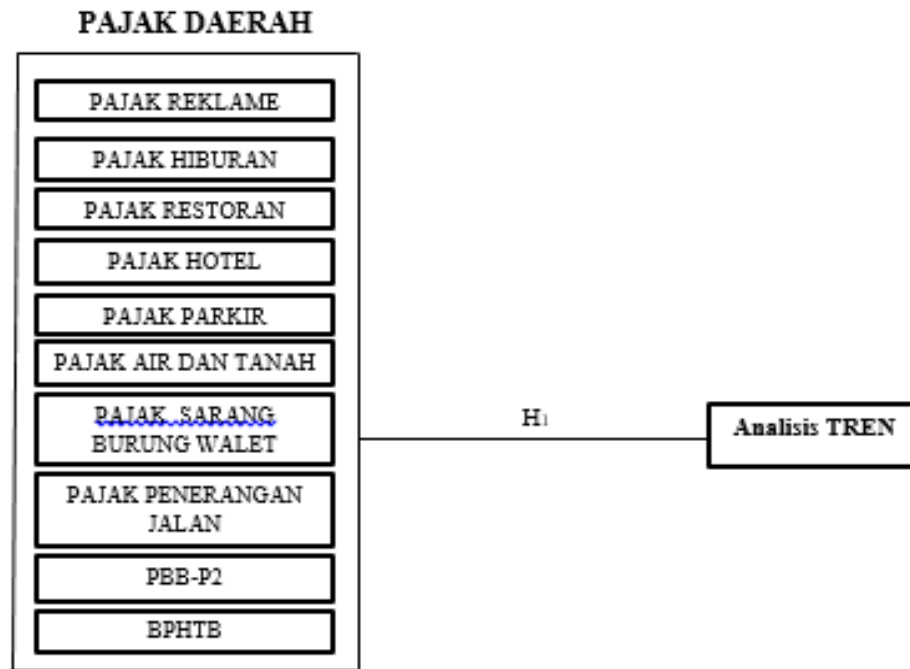 PAJAK DAERAH
PAJAK REKLAME
PAJAK HIBURAN
PAJAK RESTORAN
PAJAK HOTEL
PAJAK PARKIR
PAJAK AIR DAN TANAH
PAJAK SARANG
BURUNG WALET
PAJAK PENERANGAN
JALAN
PBB-P2
BPHTB
H1
Analisis TREN